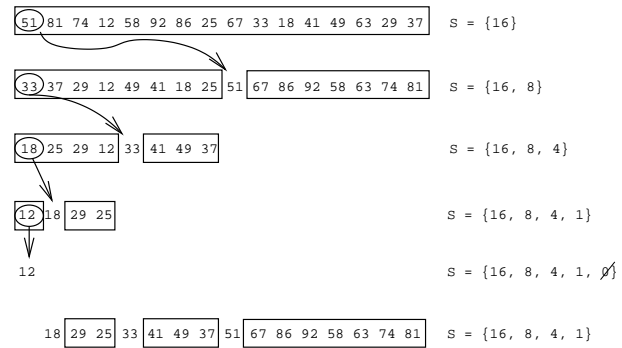 51 81 74 12 58 92 86 25 67 33 18 41 49 63 29 37 S = {16}
33 37 29 12 49 41 18 25 51 67 86 92 58 63 74 81 S = {16, 8}
18 25 29 12 33 41 49 37 S = {16, 8, 4}
12 18 29 25 S = {16, 8, 4, 1}
12 S = {16, 8, 4, 1, 0}
18 29 25 33 41 49 37 51 67 86 92 58 63 74 81 S = {16, 8, 4, 1}